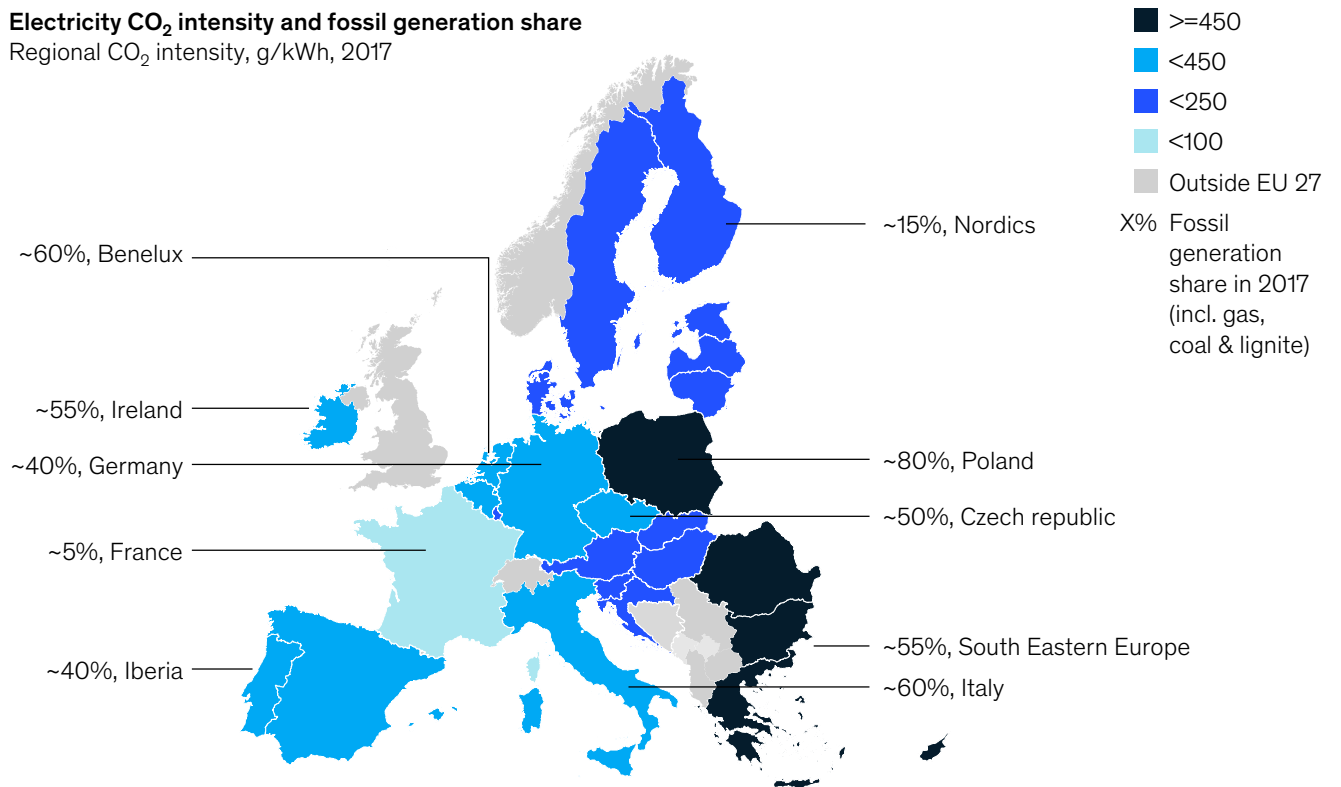 Electricity CO₂ intensity and fossil generation share
Regional CO₂ intensity, g/kWh, 2017
>=450
<450
<250
<100
Outside EU 27
X% Fossil
generation
share in 2017
(incl. gas,
coal & lignite)
~15%, Nordics
~60%, Benelux
~55%, Ireland
~40%, Germany
~80%, Poland
~50%, Czech republic
~5%, France
~55%, South Eastern Europe
~40%, Iberia
~60%, Italy